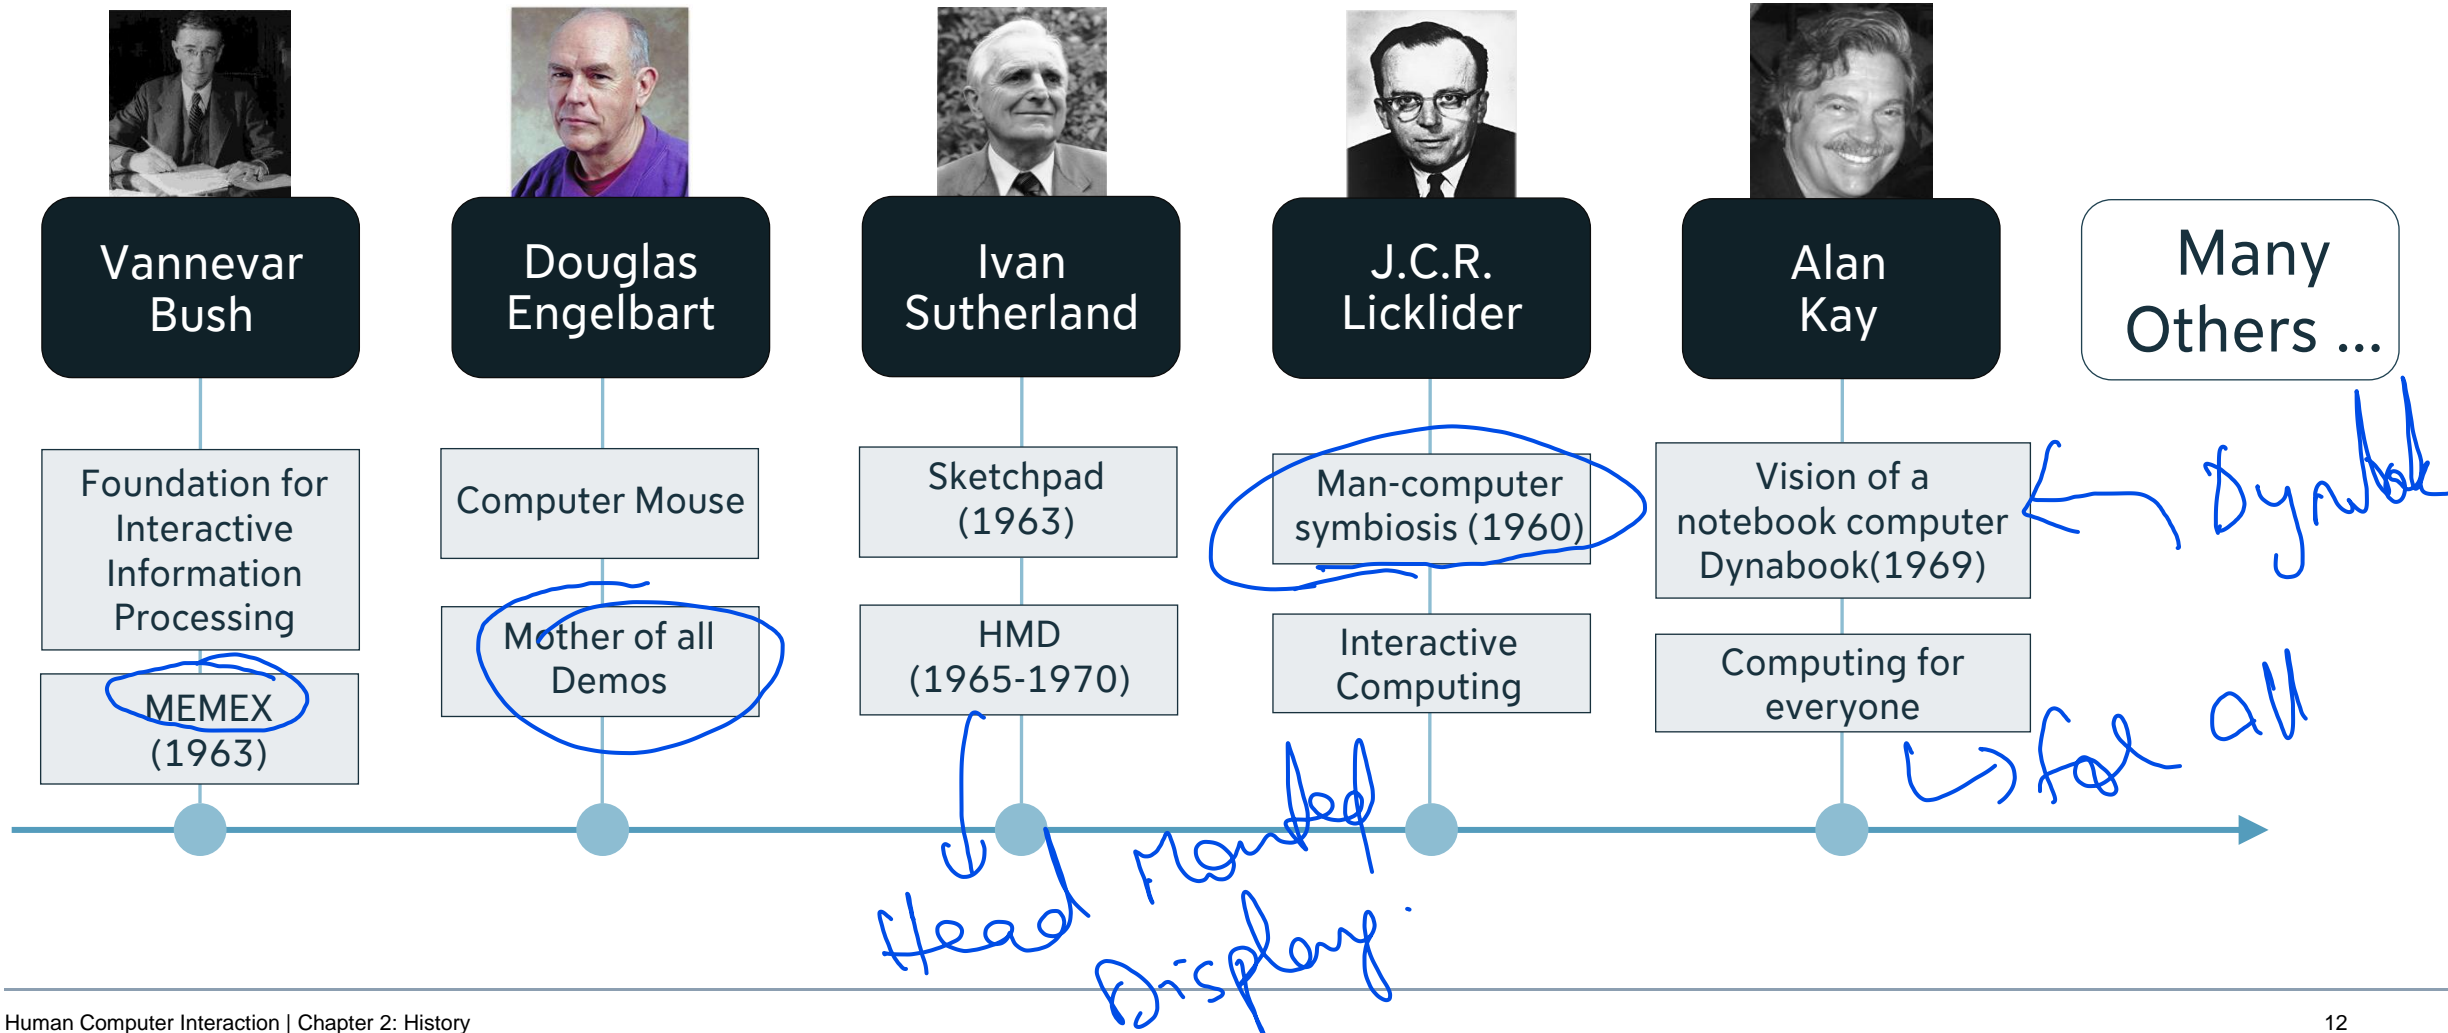 Vannevar
Bush
Douglas
Engelbart
Ivan
Sutherland
J.C.R.
Licklider
Alan
Kay
Many
Others ...
Foundation for
Interactive
Information
Processing
MEMEX
(1963)
Computer Mouse
Mother of all
Demos
Sketchpad
(1963)
HMD
(1965-1970)
Head Mounted
Display.
Man-computer
symbiosis (1960)
Interactive
Computing
Vision of a
notebook computer
Dynabook(1969)
Computing for
everyone
for all
Human Computer Interaction | Chapter 2: History
12